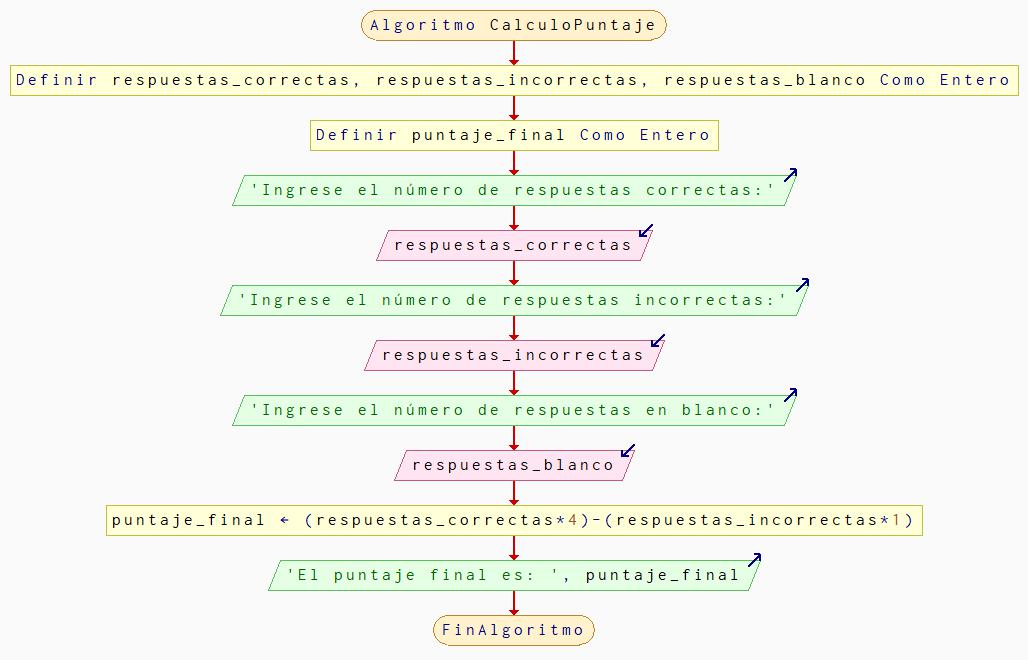 Algoritmo CalculoPuntaje
Definir respuestas_correctas, respuestas_incorrectas, respuestas_blanco Como Entero
Definir puntaje_final Como Entero
'Ingrese el número de respuestas correctas:'
respuestas_correctas
'Ingrese el número de respuestas incorrectas:'
respuestas_incorrectas
'Ingrese el número de respuestas en blanco:'
respuestas_blanco
puntaje_final ← (respuestas_correctas*4)-(respuestas_incorrectas*1)
'El puntaje final es: ', puntaje_final
FinAlgoritmo